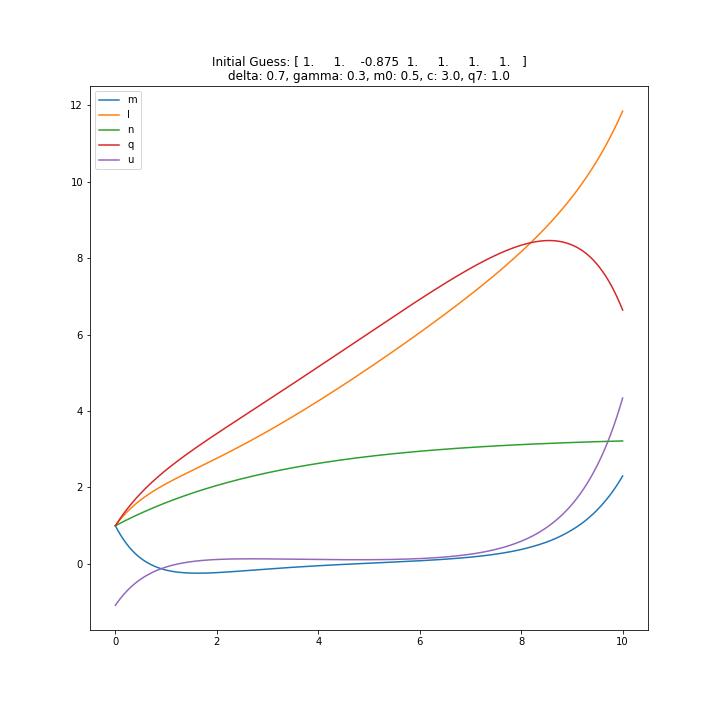 Initial Guess: [ 1. 1. -0.875 1. 1. 1. 1. ]
delta: 0.7, gamma: 0.3, m0: 0.5, c: 3.0, q7: 1.0
m
l
n
q
u
12
10
8
6
4
2
0
0 2 4 6 8 10